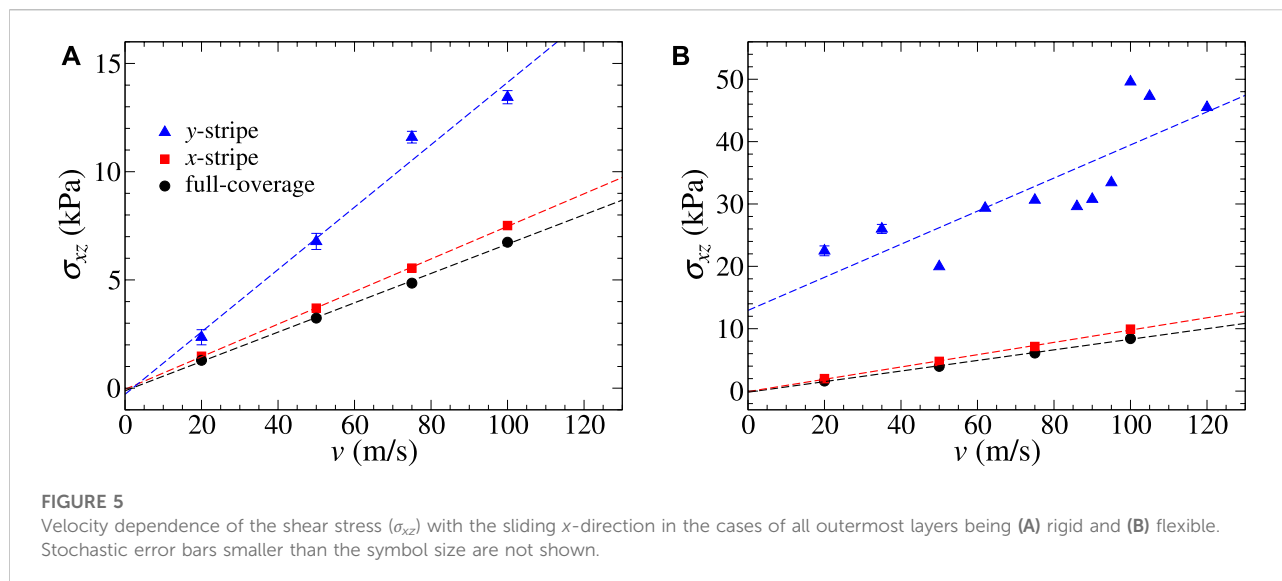 A
15
10
5
0
σxz (kPa)
y-stripe
x-stripe
full-coverage
0 20 40 60 80 100 120
v (m/s)
B
50
40
30
20
10
0
σxz (kPa)
0 20 40 60 80 100 120
v (m/s)
FIGURE 5
Velocity dependence of the shear stress (σxz) with the sliding x-direction in the cases of all outermost layers being (A) rigid and (B) flexible.
Stochastic error bars smaller than the symbol size are not shown.